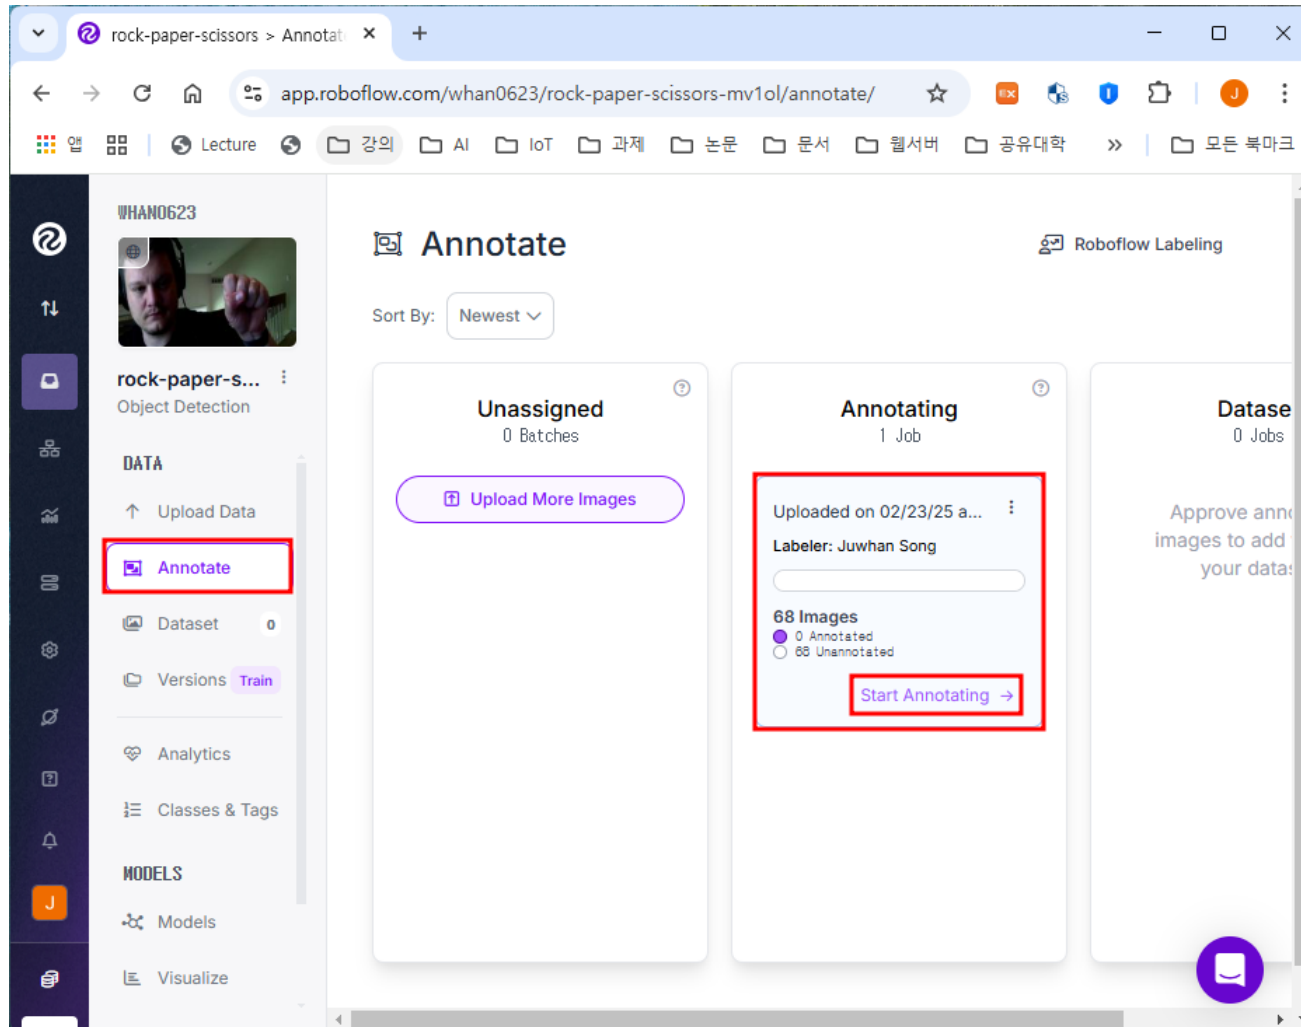 rock-paper-scissors > Annotat
app.roboflow.com/whan0623/rock-paper-scissors-mv1ol/annotate/
J
앱
Lecture
강의
AI
IoT
과제
논문
문서
웹서버
공유대학
»
모든 북마크
WHAN0623
rock-paper-s...
Object Detection
DATA
Upload Data
Annotate
Dataset 0
Versions Train
Analytics
Classes & Tags
MODELS
Models
Visualize
J
Annotate
Roboflow Labeling
Sort By: Newest
Unassigned
0 Batches
Upload More Images
Annotating
1 Job
Uploaded on 02/23/25 a...
Labeler: Juwhan Song
68 Images
0 Annotated
68 Unannotated
Start Annotating →
Datase
0 Jobs
Approve anno
images to add
your datas